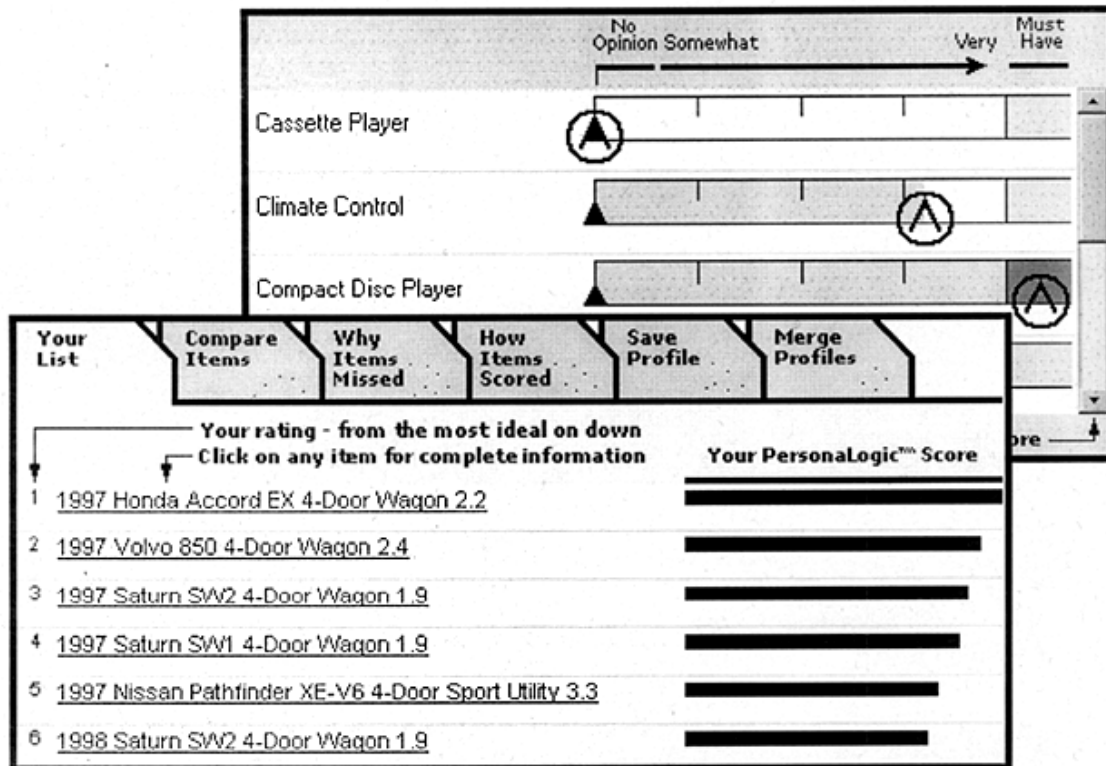 No
Opinion Somewhat Very Must
Have
Cassette Player
Climate Control
Compact Disc Player
Your
List
Compare
Items
Why
Items
Missed
How
Items
Scored
Save
Profile
Merge
Profiles
ore
Your rating - from the most ideal on down
Click on any item for complete information
Your PersonaLogic™ Score
1 1997 Honda Accord EX 4-Door Wagon 2.2
2 1997 Volvo 850 4-Door Wagon 2.4
3 1997 Saturn SW2 4-Door Wagon 1.9
4 1997 Saturn SW1 4-Door Wagon 1.9
5 1997 Nissan Pathfinder XE-V6 4-Door Sport Utility 3.3
6 1998 Saturn SW2 4-Door Wagon 1.9